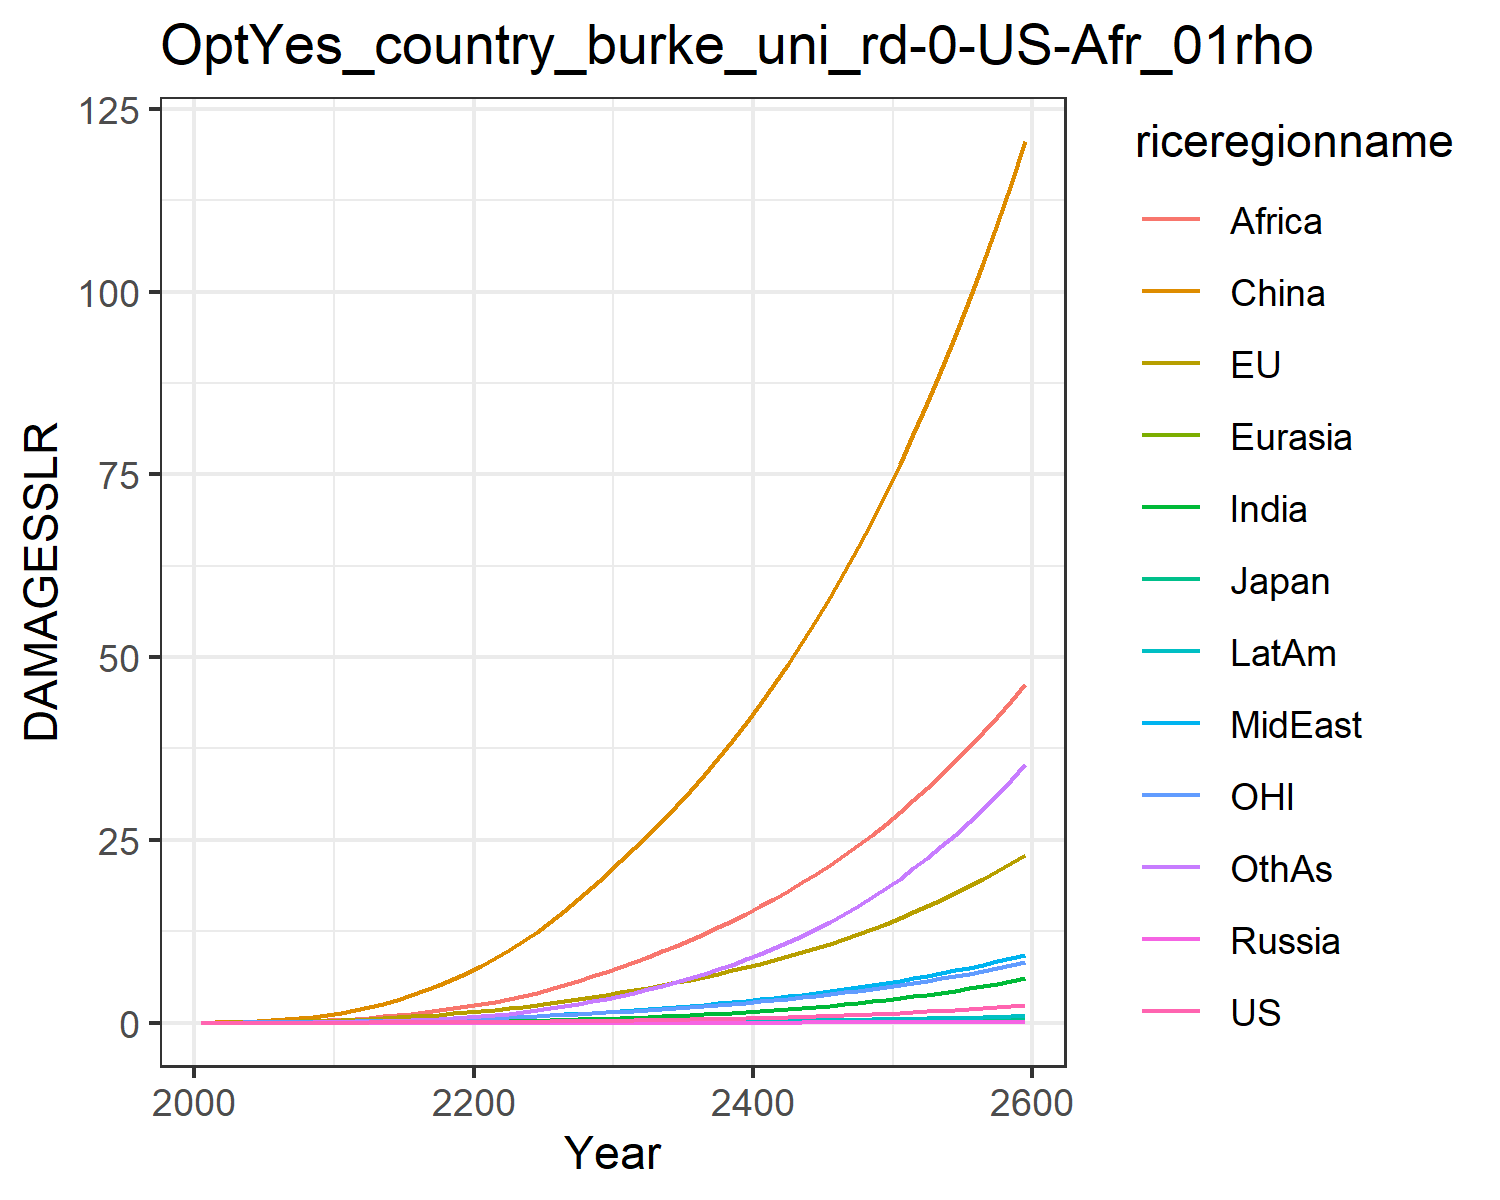 OptYes_country_burke_uni_rd-0-US-Afr_01rho
125
100
75
50
25
0
DAMAGESSLR
2000 2200 2400 2600
Year
riceregionname
Africa
China
EU
Eurasia
India
Japan
LatAm
MidEast
OHI
OthAs
Russia
US